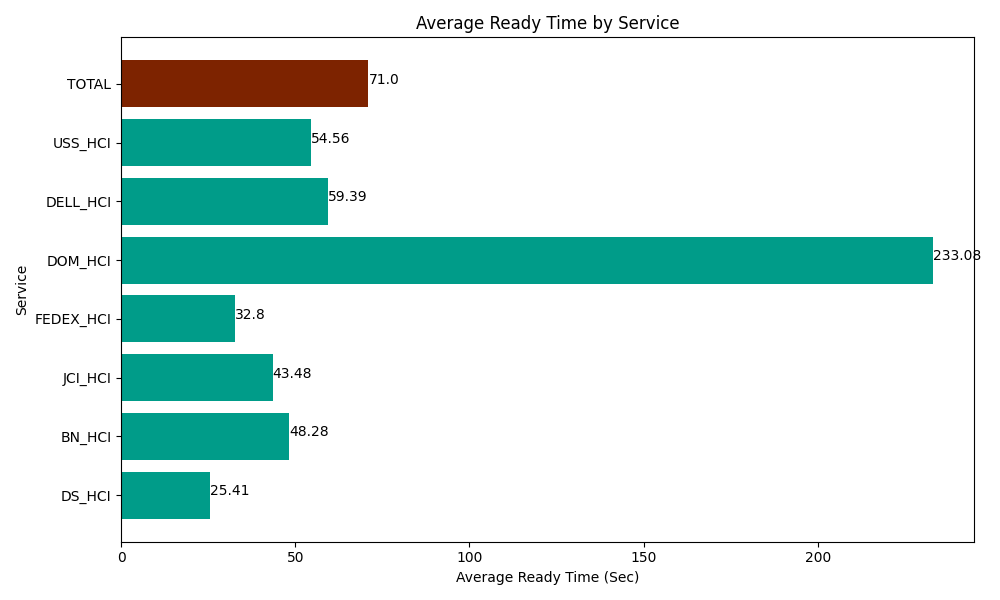 Average Ready Time by Service
Service
TOTAL 71.0
USS_HCI 54.56
DELL_HCI 59.39
DOM_HCI 233.08
FEDEX_HCI 32.8
JCI_HCI 43.48
BN_HCI 48.28
DS_HCI 25.41
0 50 100 150 200
Average Ready Time (Sec)